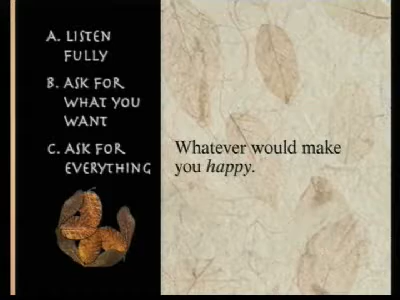 A. LISTEN
FULLY
B. ASK FOR
WHAT YOU
WANT
C. ASK FOR
EVERYTHING
Whatever would make
you happy.